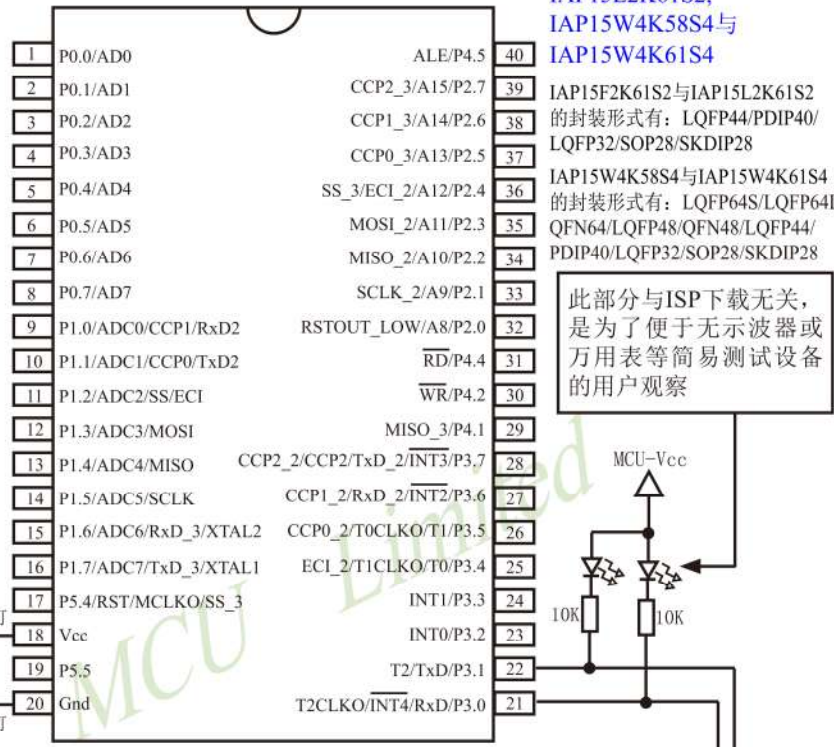 IAP15W4K58S4与
IAP15W4K61S4
IAP15F2K61S2与IAP15L2K61S2
的封装形式有: LQFP44/PDIP40/
LQFP32/SOP28/SKDIP28
IAP15W4K58S4与IAP15W4K61S4
的封装形式有: LQFP64S/LQFP64L
QFN64/LQFP48/QFN48/LQFP44/
PDIP40/LQFP32/SOP28/SKDIP28
此部分与ISP下载无关,
是为了便于无示波器或
万用表等简易测试设备
的用户观察
MCU-Vcc
10K
10K
1 P0.0/AD0
2 P0.1/AD1
3 P0.2/AD2
4 P0.3/AD3
5 P0.4/AD4
6 P0.5/AD5
7 P0.6/AD6
8 P0.7/AD7
9 P1.0/ADC0/CCP1/RxD2
10 P1.1/ADC1/CCP0/TxD2
11 P1.2/ADC2/SS/ECI
12 P1.3/ADC3/MOSI
13 P1.4/ADC4/MISO
14 P1.5/ADC5/SCLK
15 P1.6/ADC6/RxD_3/XTAL2
16 P1.7/ADC7/TxD_3/XTAL1
17 P5.4/RST/MCLKO/SS_3
18 Vcc
19 P5.5
20 Gnd
ALE/P4.5 40
CCP2_3/A15/P2.7 39
CCP1_3/A14/P2.6 38
CCP0_3/A13/P2.5 37
SS_3/ECI_2/A12/P2.4 36
MOSI_2/A11/P2.3 35
MISO_2/A10/P2.2 34
SCLK_2/A9/P2.1 33
RSTOUT_LOW/A8/P2.0 32
RD/P4.4 31
WR/P4.2 30
MISO_3/P4.1 29
CCP2_2/CCP2/TxD_2/INT3/P3.7 28
CCP1_2/RxD_2/INT2/P3.6 27
CCP0_2/T0CLKO/T1/P3.5 26
ECI_2/T1CLKO/T0/P3.4 25
INT1/P3.3 24
INT0/P3.2 23
T2/TxD/P3.1 22
T2CLKO/INT4/RxD/P3.0 21
MCU Limited